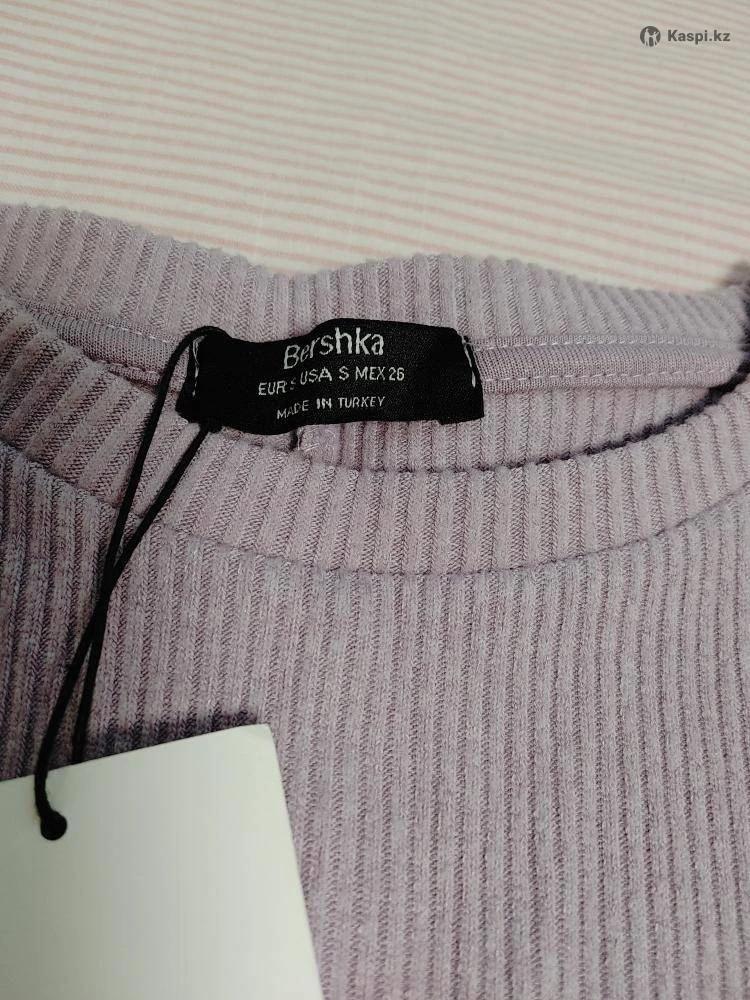 Kaspi.kz
Bershka
EUR S USA S MEX 26
MADE IN TURKEY